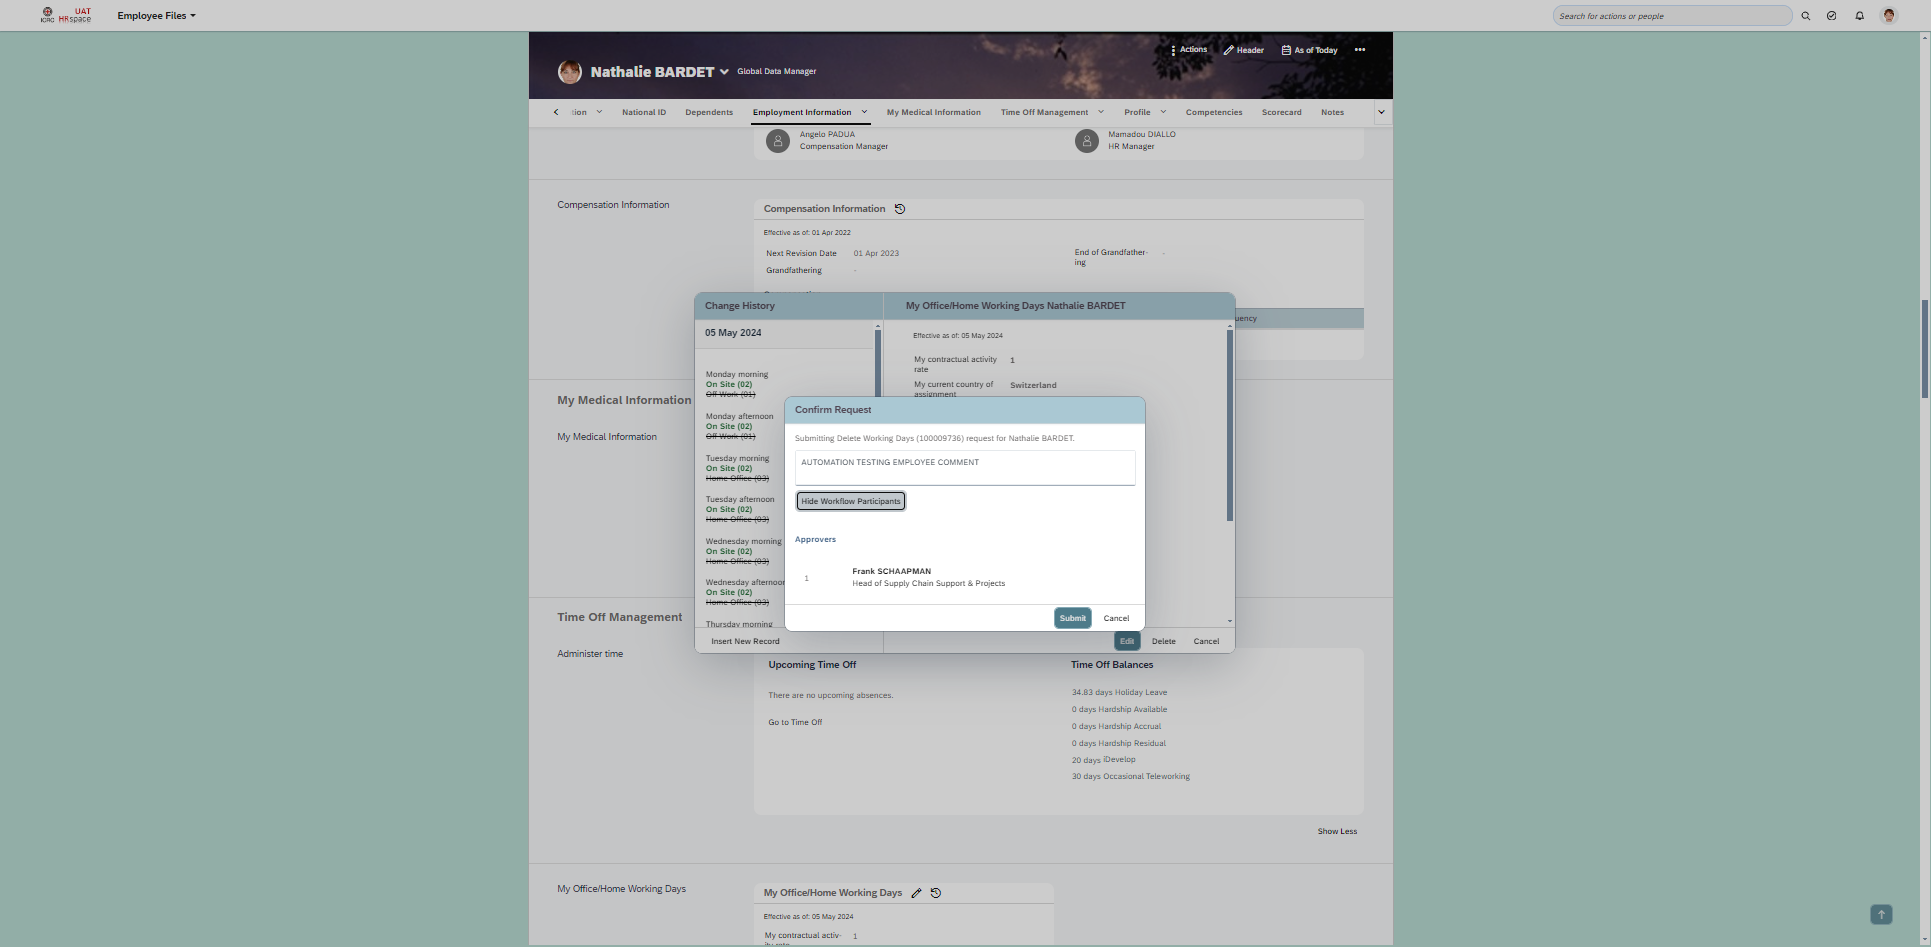 ICRC
UAT
HRspace
Employee Files
Search for actions or people
Actions
Header
As of Today
Nathalie BARDET
Global Data Manager
tion
National ID
Dependents
Employment Information
My Medical Information
Time Off Management
Profile
Competencies
Scorecard
Notes
Angelo PADUA
Compensation Manager
Mamadou DIALLO
HR Manager
Compensation Information
Compensation Information
Effective as of: 01 Apr 2022
Next Revision Date
01 Apr 2023
End of Grandfather-
ing
-
Grandfathering
-
uency
Change History
05 May 2024
Monday morning
On Site (02)
Off Work (01)
Monday afternoon
On Site (02)
Off Work (01)
Tuesday morning
On Site (02)
Home Office (03)
Tuesday afternoon
On Site (02)
Home Office (03)
Wednesday morning
On Site (02)
Home Office (03)
Wednesday afternoon
On Site (02)
Home Office (03)
Thursday morning
Insert New Record
My Office/Home Working Days Nathalie BARDET
Effective as of: 05 May 2024
My contractual activity
rate
1
My current country of
assignment
Switzerland
Edit
Delete
Cancel
Confirm Request
Submitting Delete Working Days (100009736) request for Nathalie BARDET.
AUTOMATION TESTING EMPLOYEE COMMENT
Hide Workflow Participants
Approvers
1
Frank SCHAAPMAN
Head of Supply Chain Support & Projects
Submit
Cancel
My Medical Information
My Medical Information
Time Off Management
Administer time
Upcoming Time Off
There are no upcoming absences.
Go to Time Off
Time Off Balances
34.83 days Holiday Leave
0 days Hardship Available
0 days Hardship Accrual
0 days Hardship Residual
20 days iDevelop
30 days Occasional Teleworking
Show Less
My Office/Home Working Days
My Office/Home Working Days
Effective as of: 05 May 2024
My contractual activ-
ity rate
1